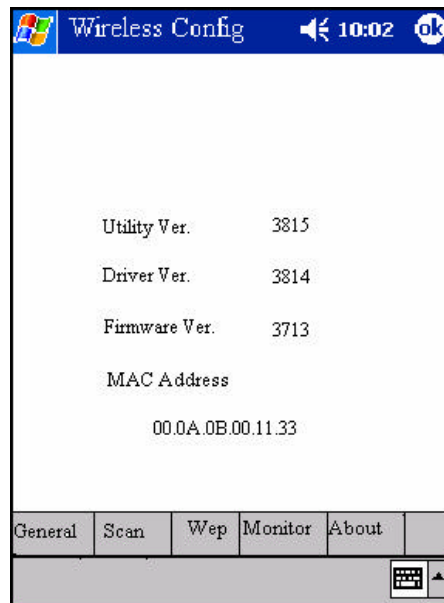 Wireless Config 10:02 ok
Utility Ver. 3815
Driver Ver. 3814
Firmware Ver. 3713
MAC Address
00.0A.0B.00.11.33
General Scan Wep Monitor About